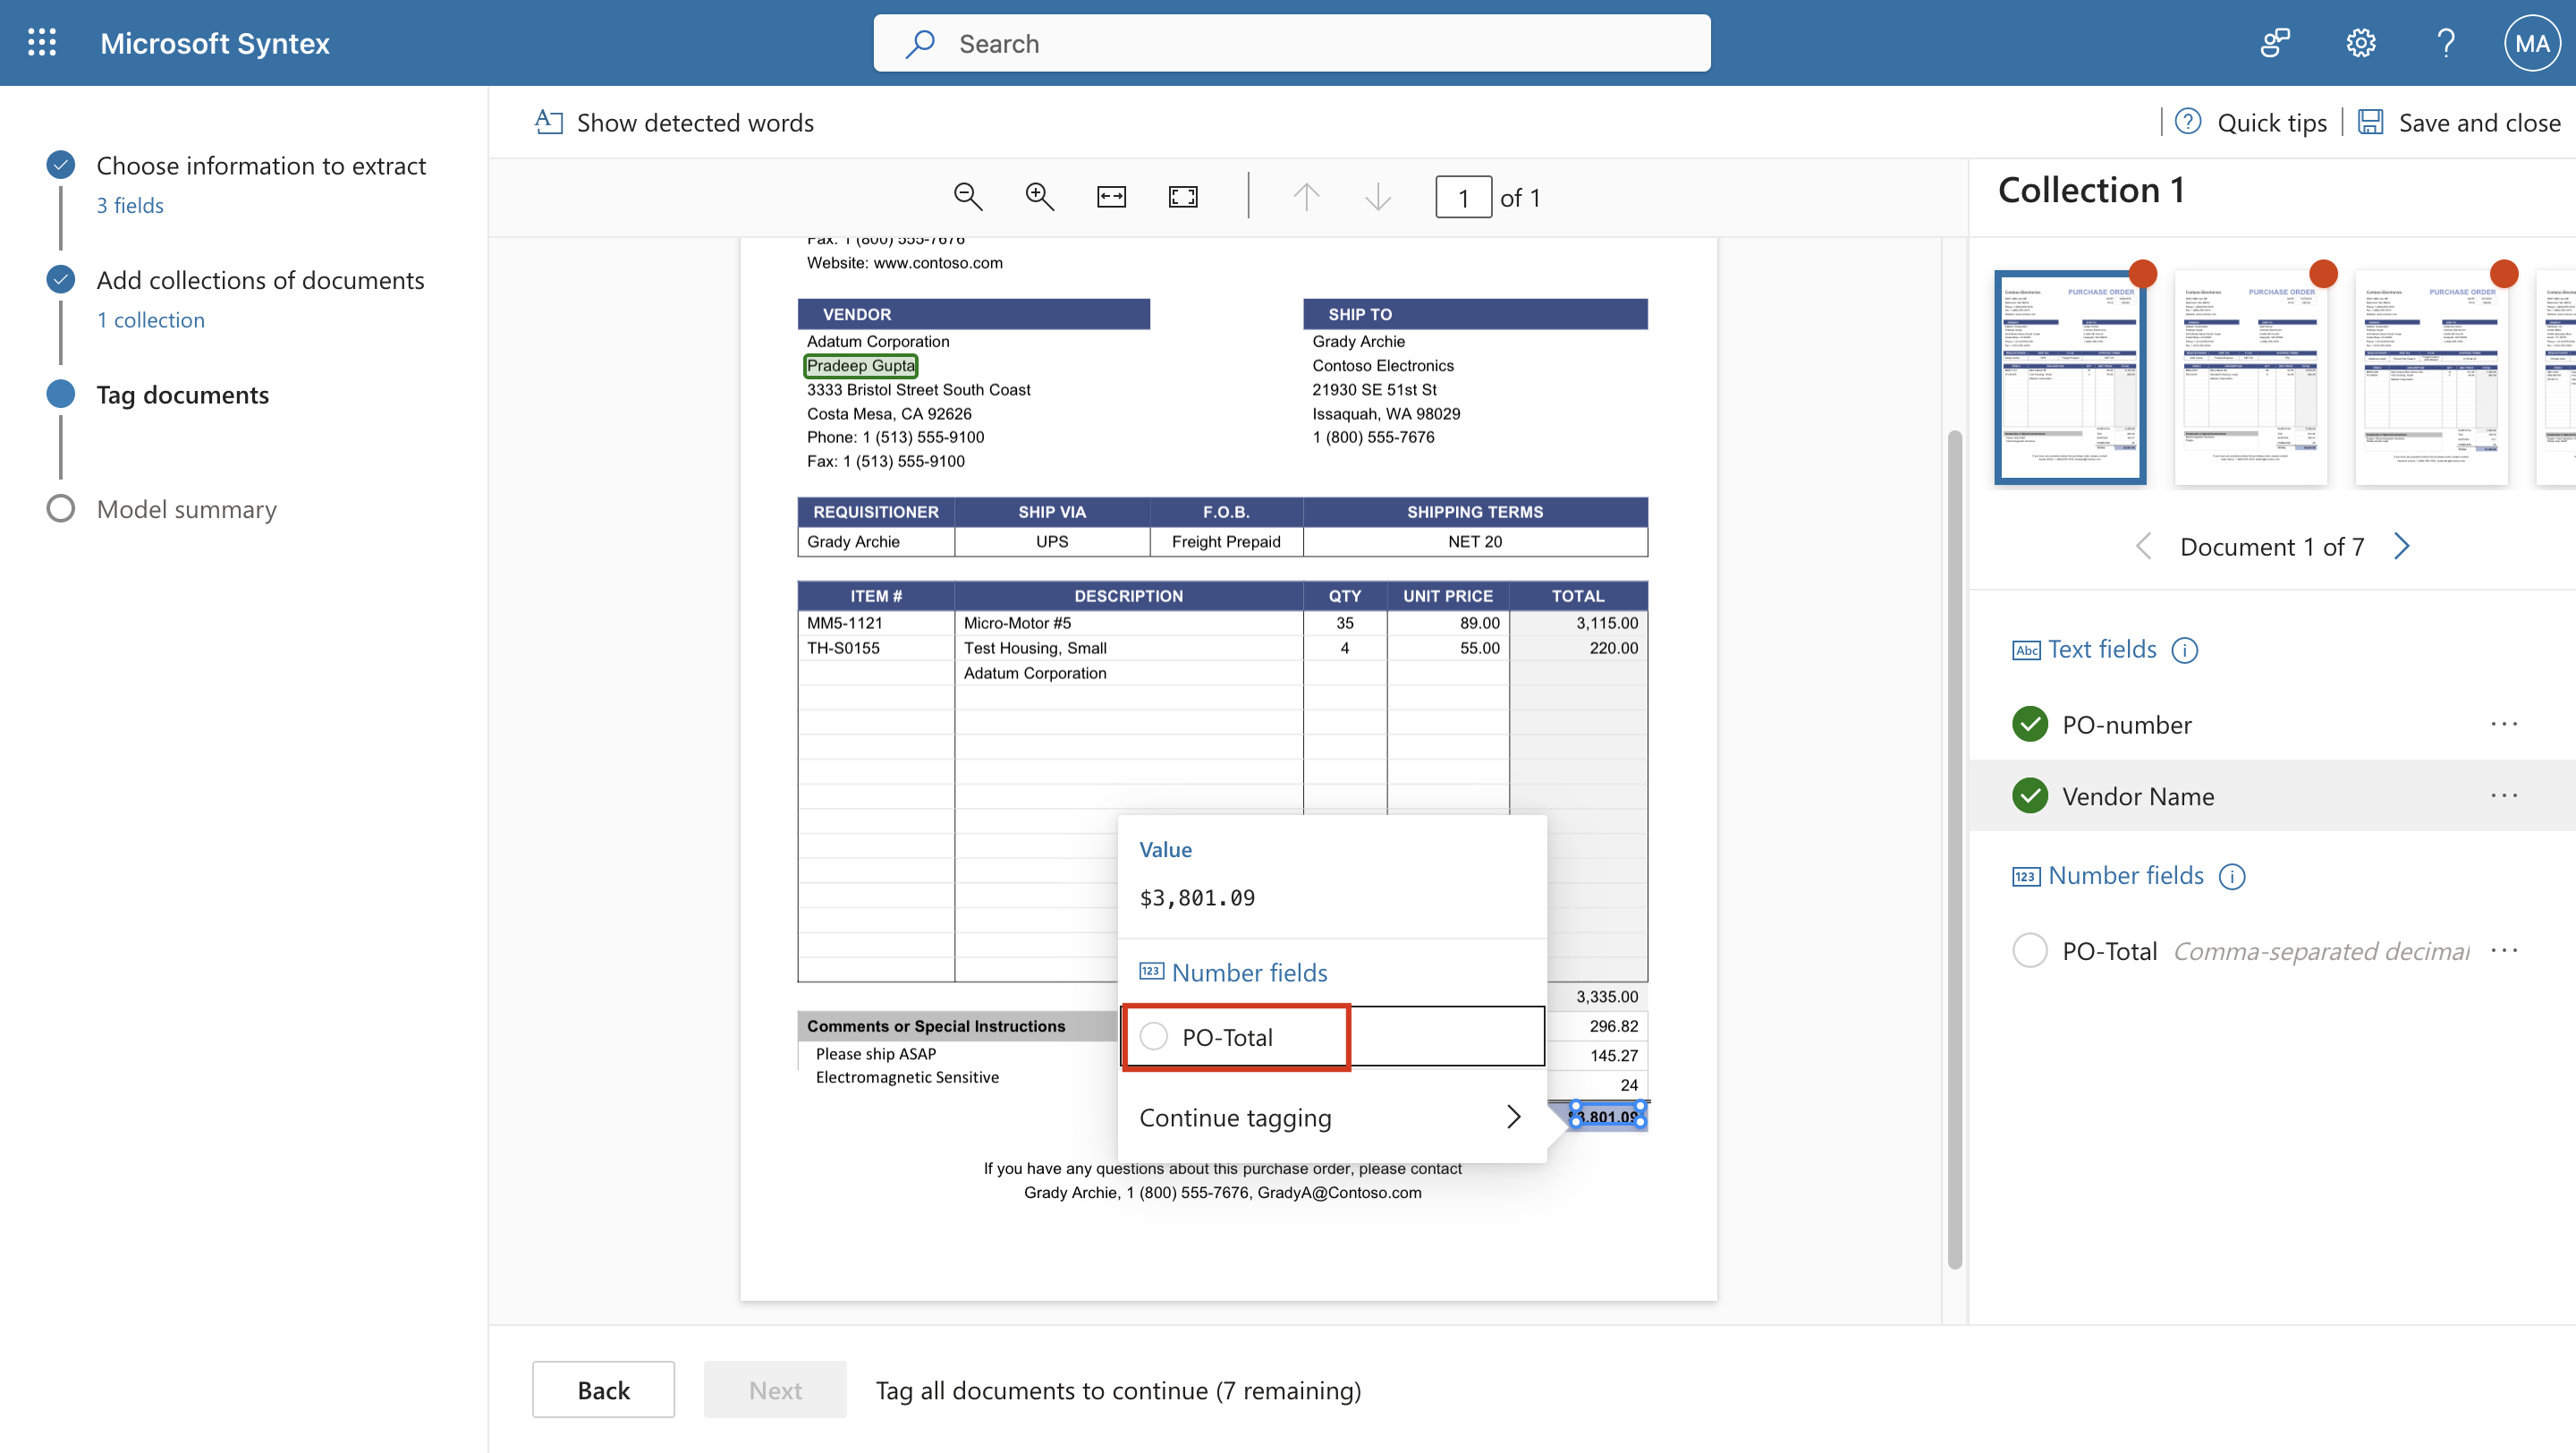 Microsoft Syntex
Search
MA
Show detected words
Quick tips
Save and close
Choose information to extract
3 fields
Add collections of documents
1 collection
Tag documents
Model summary
1 of 1
Fax: 1 (800) 555-7676
Website: www.contoso.com
VENDOR
Adatum Corporation
Pradeep Gupta
3333 Bristol Street South Coast
Costa Mesa, CA 92626
Phone: 1 (513) 555-9100
Fax: 1 (513) 555-9100
SHIP TO
Grady Archie
Contoso Electronics
21930 SE 51st St
Issaquah, WA 98029
1 (800) 555-7676
REQUISITIONER SHIP VIA F.O.B. SHIPPING TERMS
Grady Archie UPS Freight Prepaid NET 20
ITEM # DESCRIPTION QTY UNIT PRICE TOTAL
MM5-1121 Micro-Motor #5 35 89.00 3,115.00
TH-S0155 Test Housing, Small 4 55.00 220.00
Adatum Corporation
Value
$3,801.09
123 Number fields
PO-Total
Continue tagging
3,335.00
296.82
145.27
24
$3,801.09
Comments or Special Instructions
Please ship ASAP
Electromagnetic Sensitive
If you have any questions about this purchase order, please contact
Grady Archie, 1 (800) 555-7676, GradyA@Contoso.com
Collection 1
PURCHASE ORDER
PURCHASE ORDER
PURCHASE ORDER
Document 1 of 7
Abc Text fields
PO-number
Vendor Name
123 Number fields
PO-Total Comma-separated decimal
Back
Next
Tag all documents to continue (7 remaining)